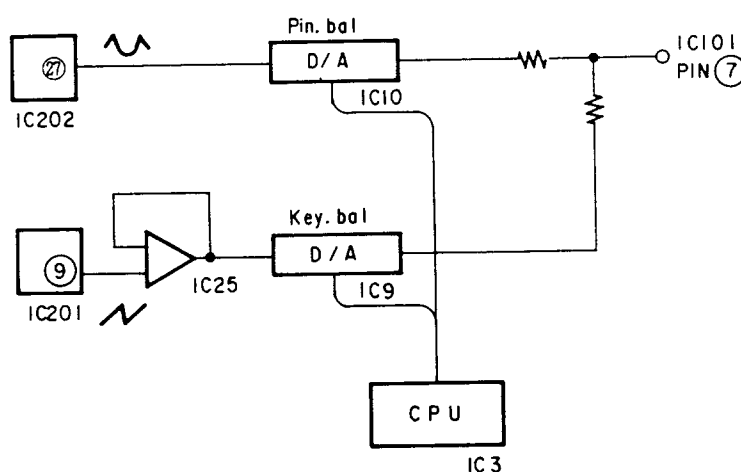 Pin. bal
D/A
IC10
27
IC202
IC101
PIN 7
Key. bal
D/A
IC9
9
IC201
IC25
CPU
IC3